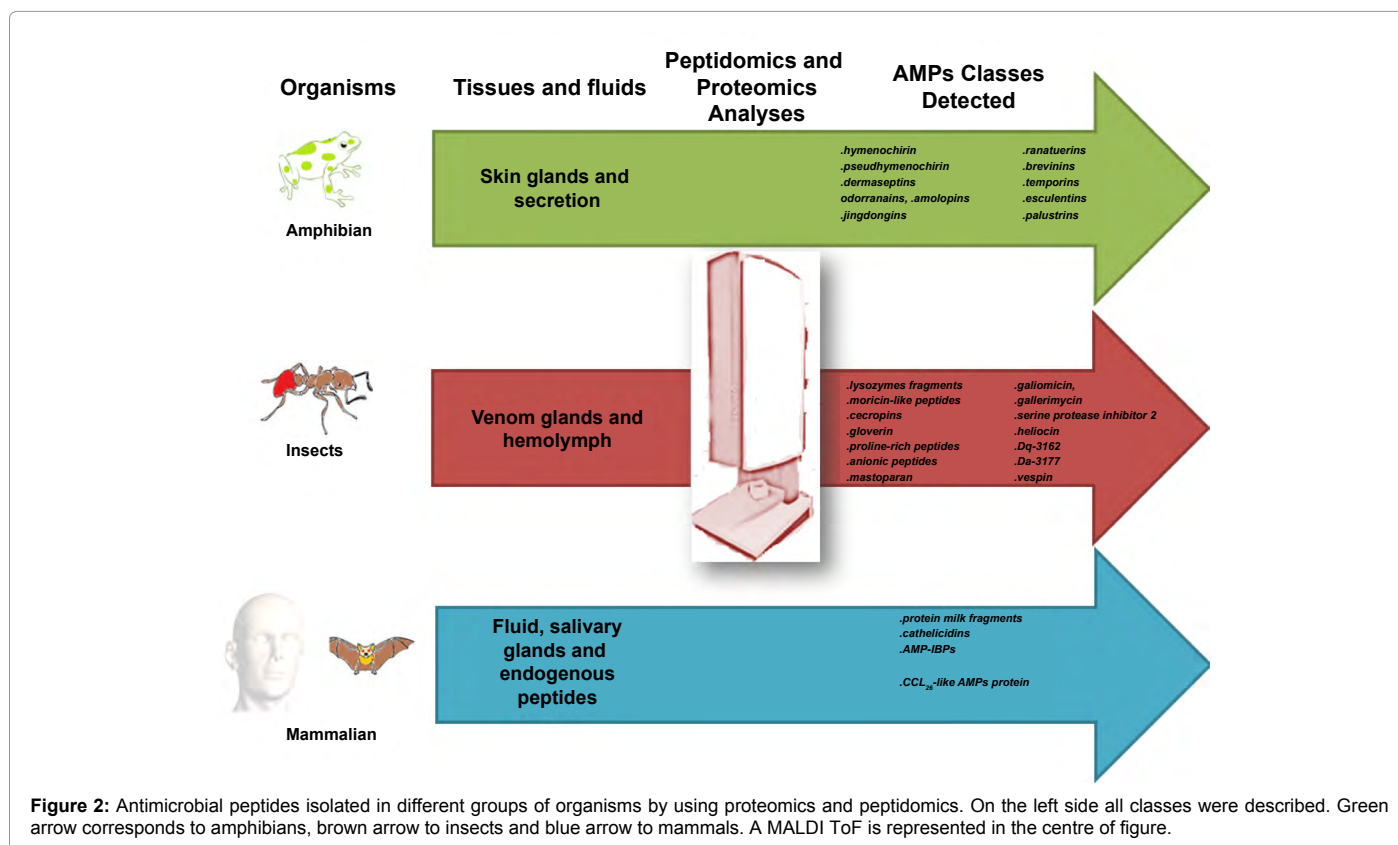 Organisms
Tissues and fluids
Peptidomics and
Proteomics
Analyses
AMPs Classes
Detected
Amphibian
Skin glands and
secretion
.hymenochirin
.pseudhymenochirin
.dermaseptins
odorranains, .amolopins
.jingdongins
.ranatuerins
.brevinins
.temporins
.esculentins
.palustrins
Insects
Venom glands and
hemolymph
.lysozymes fragments
.moricin-like peptides
.cecropins
.gloverin
.proline-rich peptides
.anionic peptides
.mastoparan
.galiomicin,
.gallerimycin
.serine protease inhibitor 2
.heliocin
.Dq-3162
.Da-3177
.vespin
Mammalian
Fluid, salivary
glands and
endogenous
peptides
.protein milk fragments
.cathelicidins
.AMP-IBPs
.CCL₂₈-like AMPs protein
Figure 2: Antimicrobial peptides isolated in different groups of organisms by using proteomics and peptidomics. On the left side all classes were described. Green
arrow corresponds to amphibians, brown arrow to insects and blue arrow to mammals. A MALDI ToF is represented in the centre of figure.